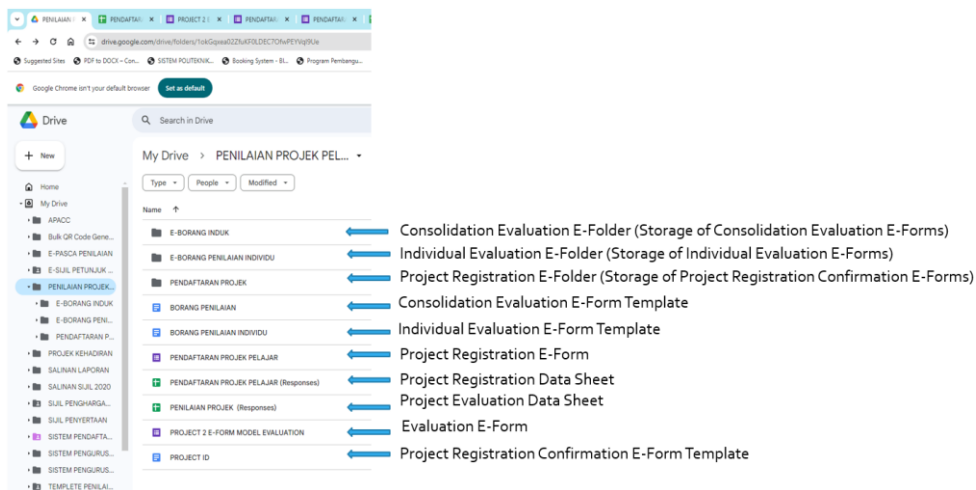 PENILAIAN
PENDAFTAR
PROJECT 2 E
PENDAFTAR
PENDAFTAR
drive.google.com/drive/folders/
Suggested Sites
PDF to DOCX – Con...
SISTEM POLITEKNIK...
Booking System - BL...
Program Pembangu...
Google Chrome isn't your default browser
Set as default
Drive
Search in Drive
New
My Drive > PENILAIAN PROJEK PEL...
Type
People
Modified
Name
Home
My Drive
APACC
Bulk QR Code Gene...
E-PASCA PENILAIAN
E-SIJIL PETUNJUK ...
PENILAIAN PROJEK...
E-BORANG INDUK
E-BORANG PENI...
PENDAFTARAN P...
PROJEK KEHADIRAN
SALINAN LAPORAN
SALINAN SIJIL 2020
SIJIL PENGHARGA...
SIJIL PENYERTAAN
SISTEM PENDAFTA...
SISTEM PENGURUS...
SISTEM PENGURUS...
TEMPLETE PENILAI...
E-BORANG INDUK
E-BORANG PENILAIAN INDIVIDU
PENDAFTARAN PROJEK
BORANG PENILAIAN
BORANG PENILAIAN INDIVIDU
PENDAFTARAN PROJEK PELAJAR
PENDAFTARAN PROJEK PELAJAR (Responses)
PENILAIAN PROJEK (Responses)
PROJECT 2 E-FORM MODEL EVALUATION
PROJECT ID
Consolidation Evaluation E-Folder (Storage of Consolidation Evaluation E-Forms)
Individual Evaluation E-Folder (Storage of Individual Evaluation E-Forms)
Project Registration E-Folder (Storage of Project Registration Confirmation E-Forms)
Consolidation Evaluation E-Form Template
Individual Evaluation E-Form Template
Project Registration E-Form
Project Registration Data Sheet
Project Evaluation Data Sheet
Evaluation E-Form
Project Registration Confirmation E-Form Template